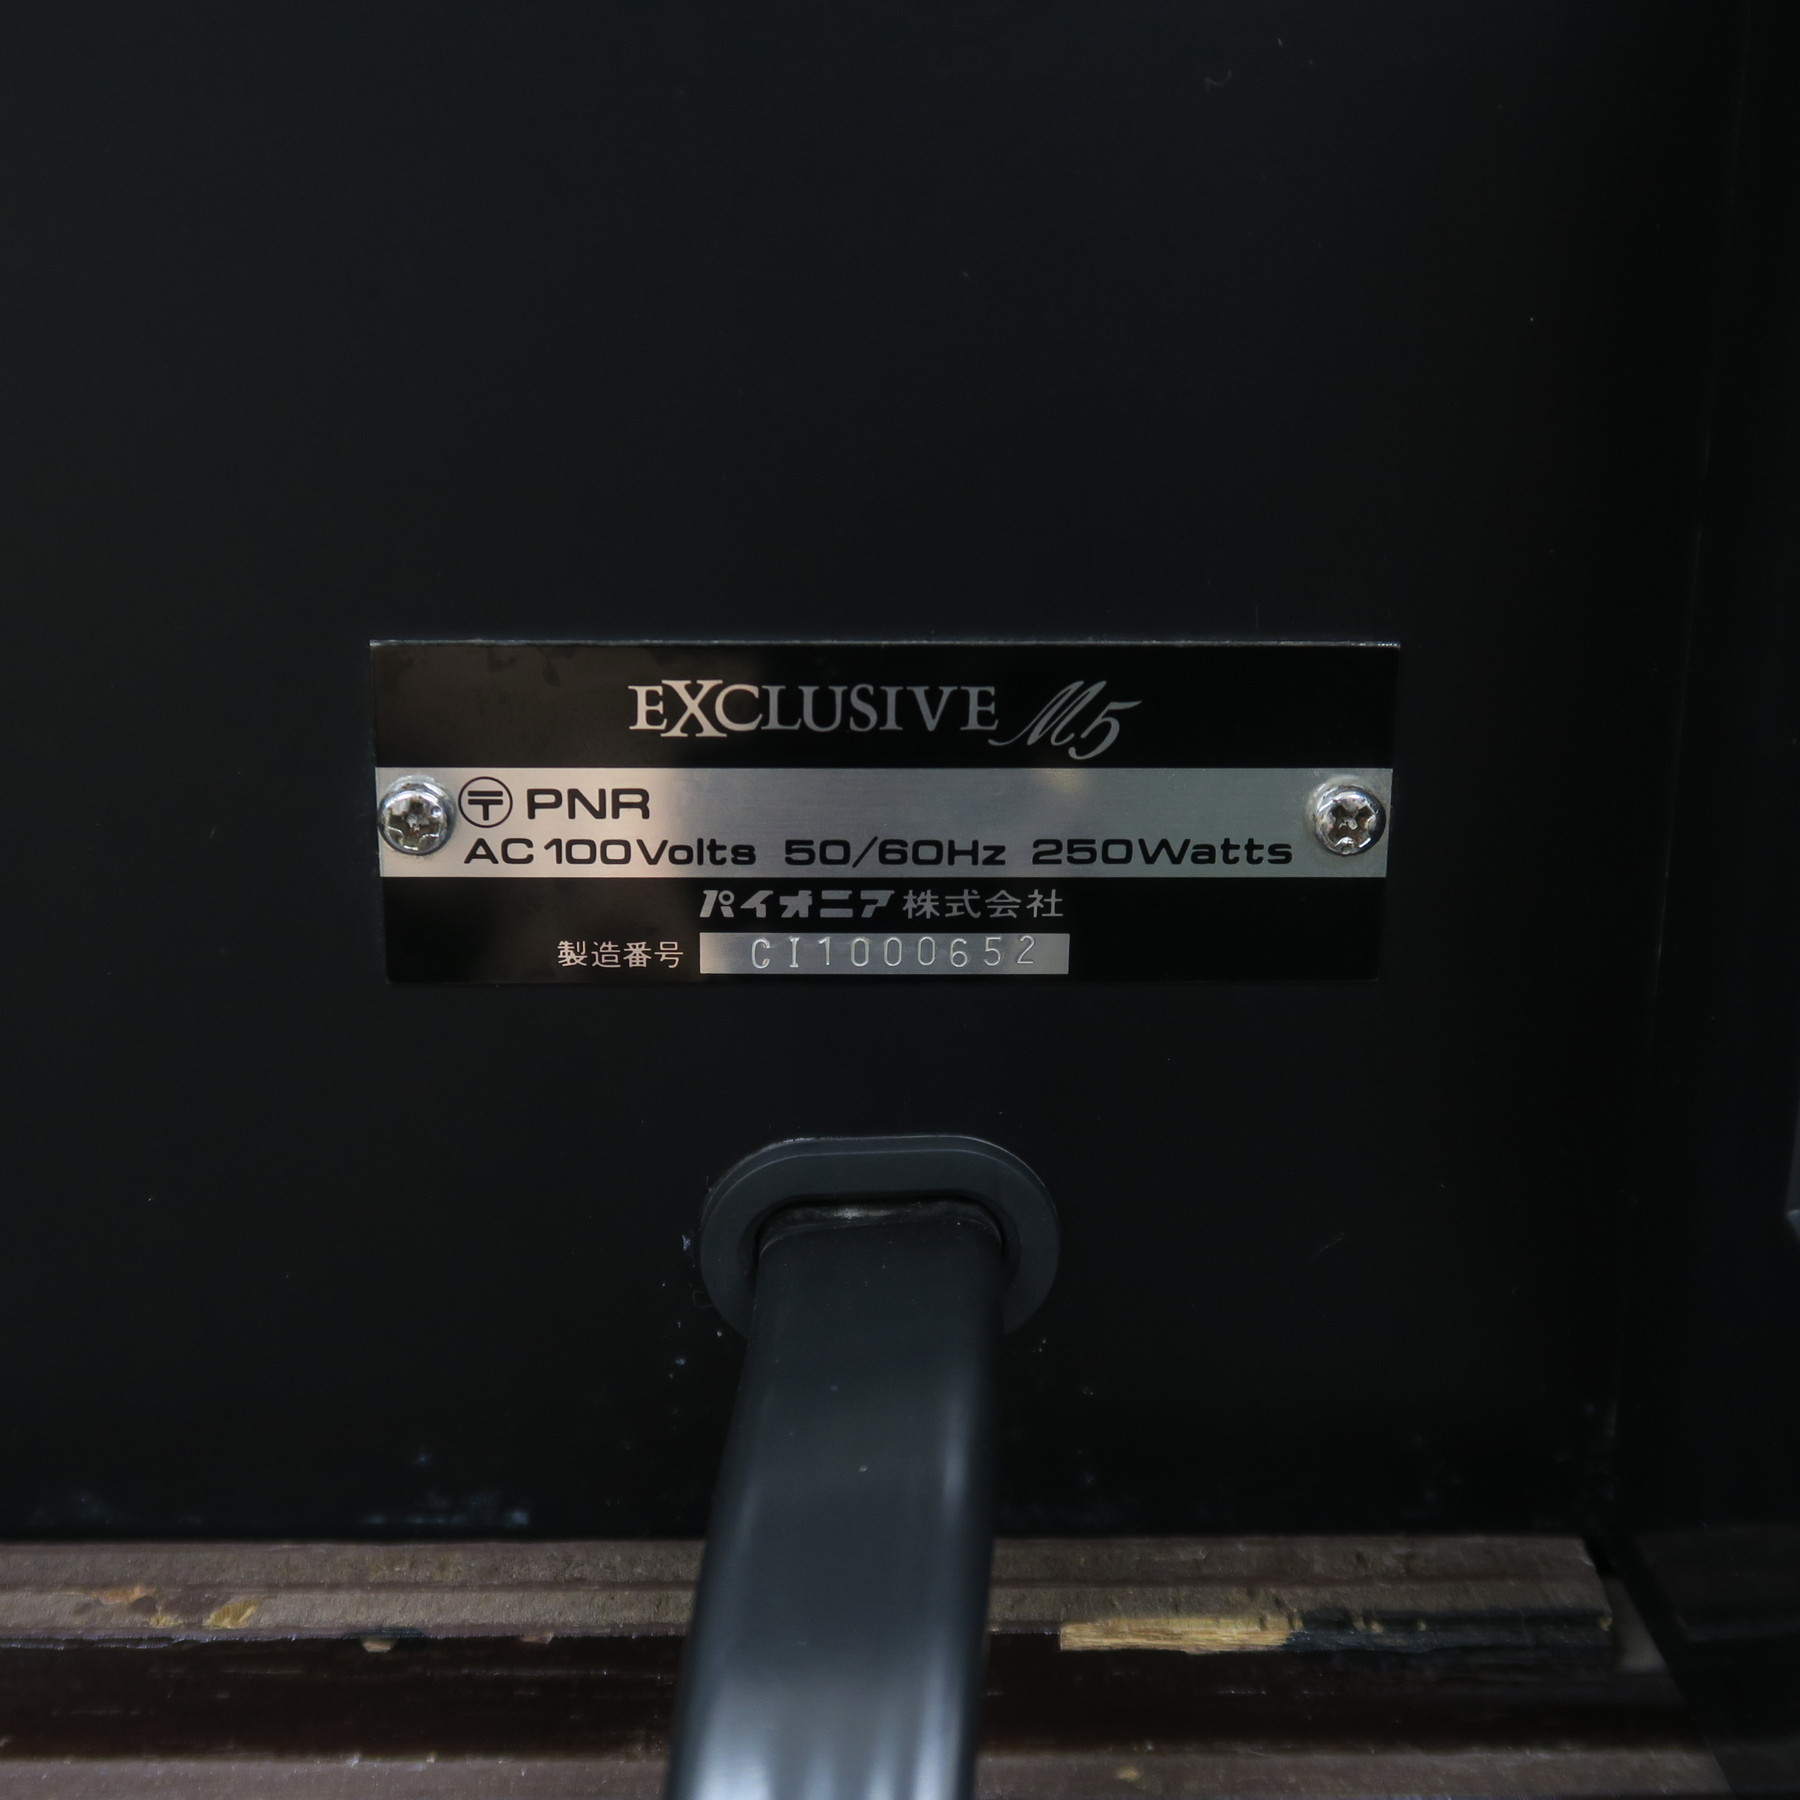 EXCLUSIVE M5
〒 PNR
AC 100Volts 50/60Hz 250Watts
パイオニア株式会社
製造番号 CI1000652